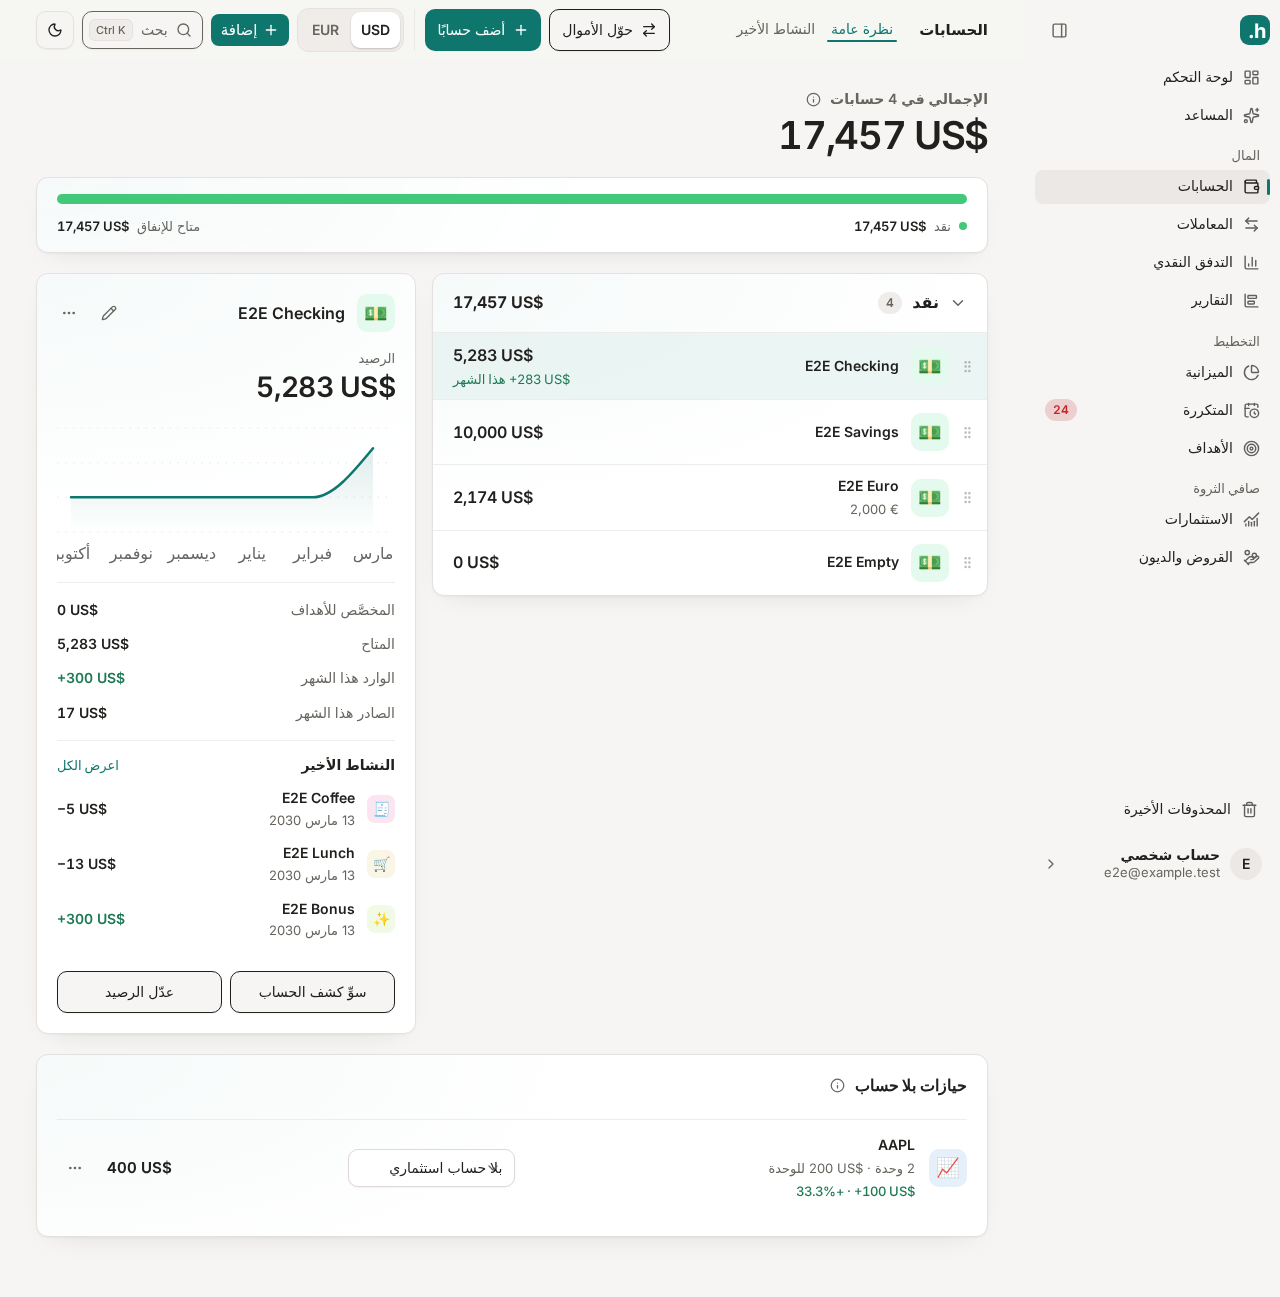 .h
لوحة التحكم
المساعد
المال
الحسابات
المعاملات
التدفق النقدي
التقارير
التخطيط
الميزانية
المتكررة 24
الأهداف
صافي الثروة
الاستثمارات
القروض والديون
المحذوفات الأخيرة
E
حساب شخصي
e2e@example.test
الحسابات
نظرة عامة
النشاط الأخير
حوّل الأموال
أضف حسابًا
USD
EUR
إضافة
بحث Ctrl K
الإجمالي في 4 حسابات
17,457 US$
نقد 17,457 US$
متاح للإنفاق 17,457 US$
نقد 4 17,457 US$
E2E Checking 5,283 US$
+283 US$ هذا الشهر
E2E Savings 10,000 US$
E2E Euro 2,174 US$
2,000 €
E2E Empty 0 US$
E2E Checking
الرصيد
5,283 US$
أكتوبر نوفمبر ديسمبر يناير فبراير مارس
المخصَّص للأهداف 0 US$
المتاح 5,283 US$
الوارد هذا الشهر +300 US$
الصادر هذا الشهر 17 US$
النشاط الأخير اعرض الكل
E2E Coffee −5 US$
13 مارس 2030
E2E Lunch −13 US$
13 مارس 2030
E2E Bonus +300 US$
13 مارس 2030
سوِّ كشف الحساب
عدّل الرصيد
حيازات بلا حساب
AAPL
2 وحدة · 200 US$ للوحدة
+100 US$ · +33.3%
بلا حساب استثماري
400 US$